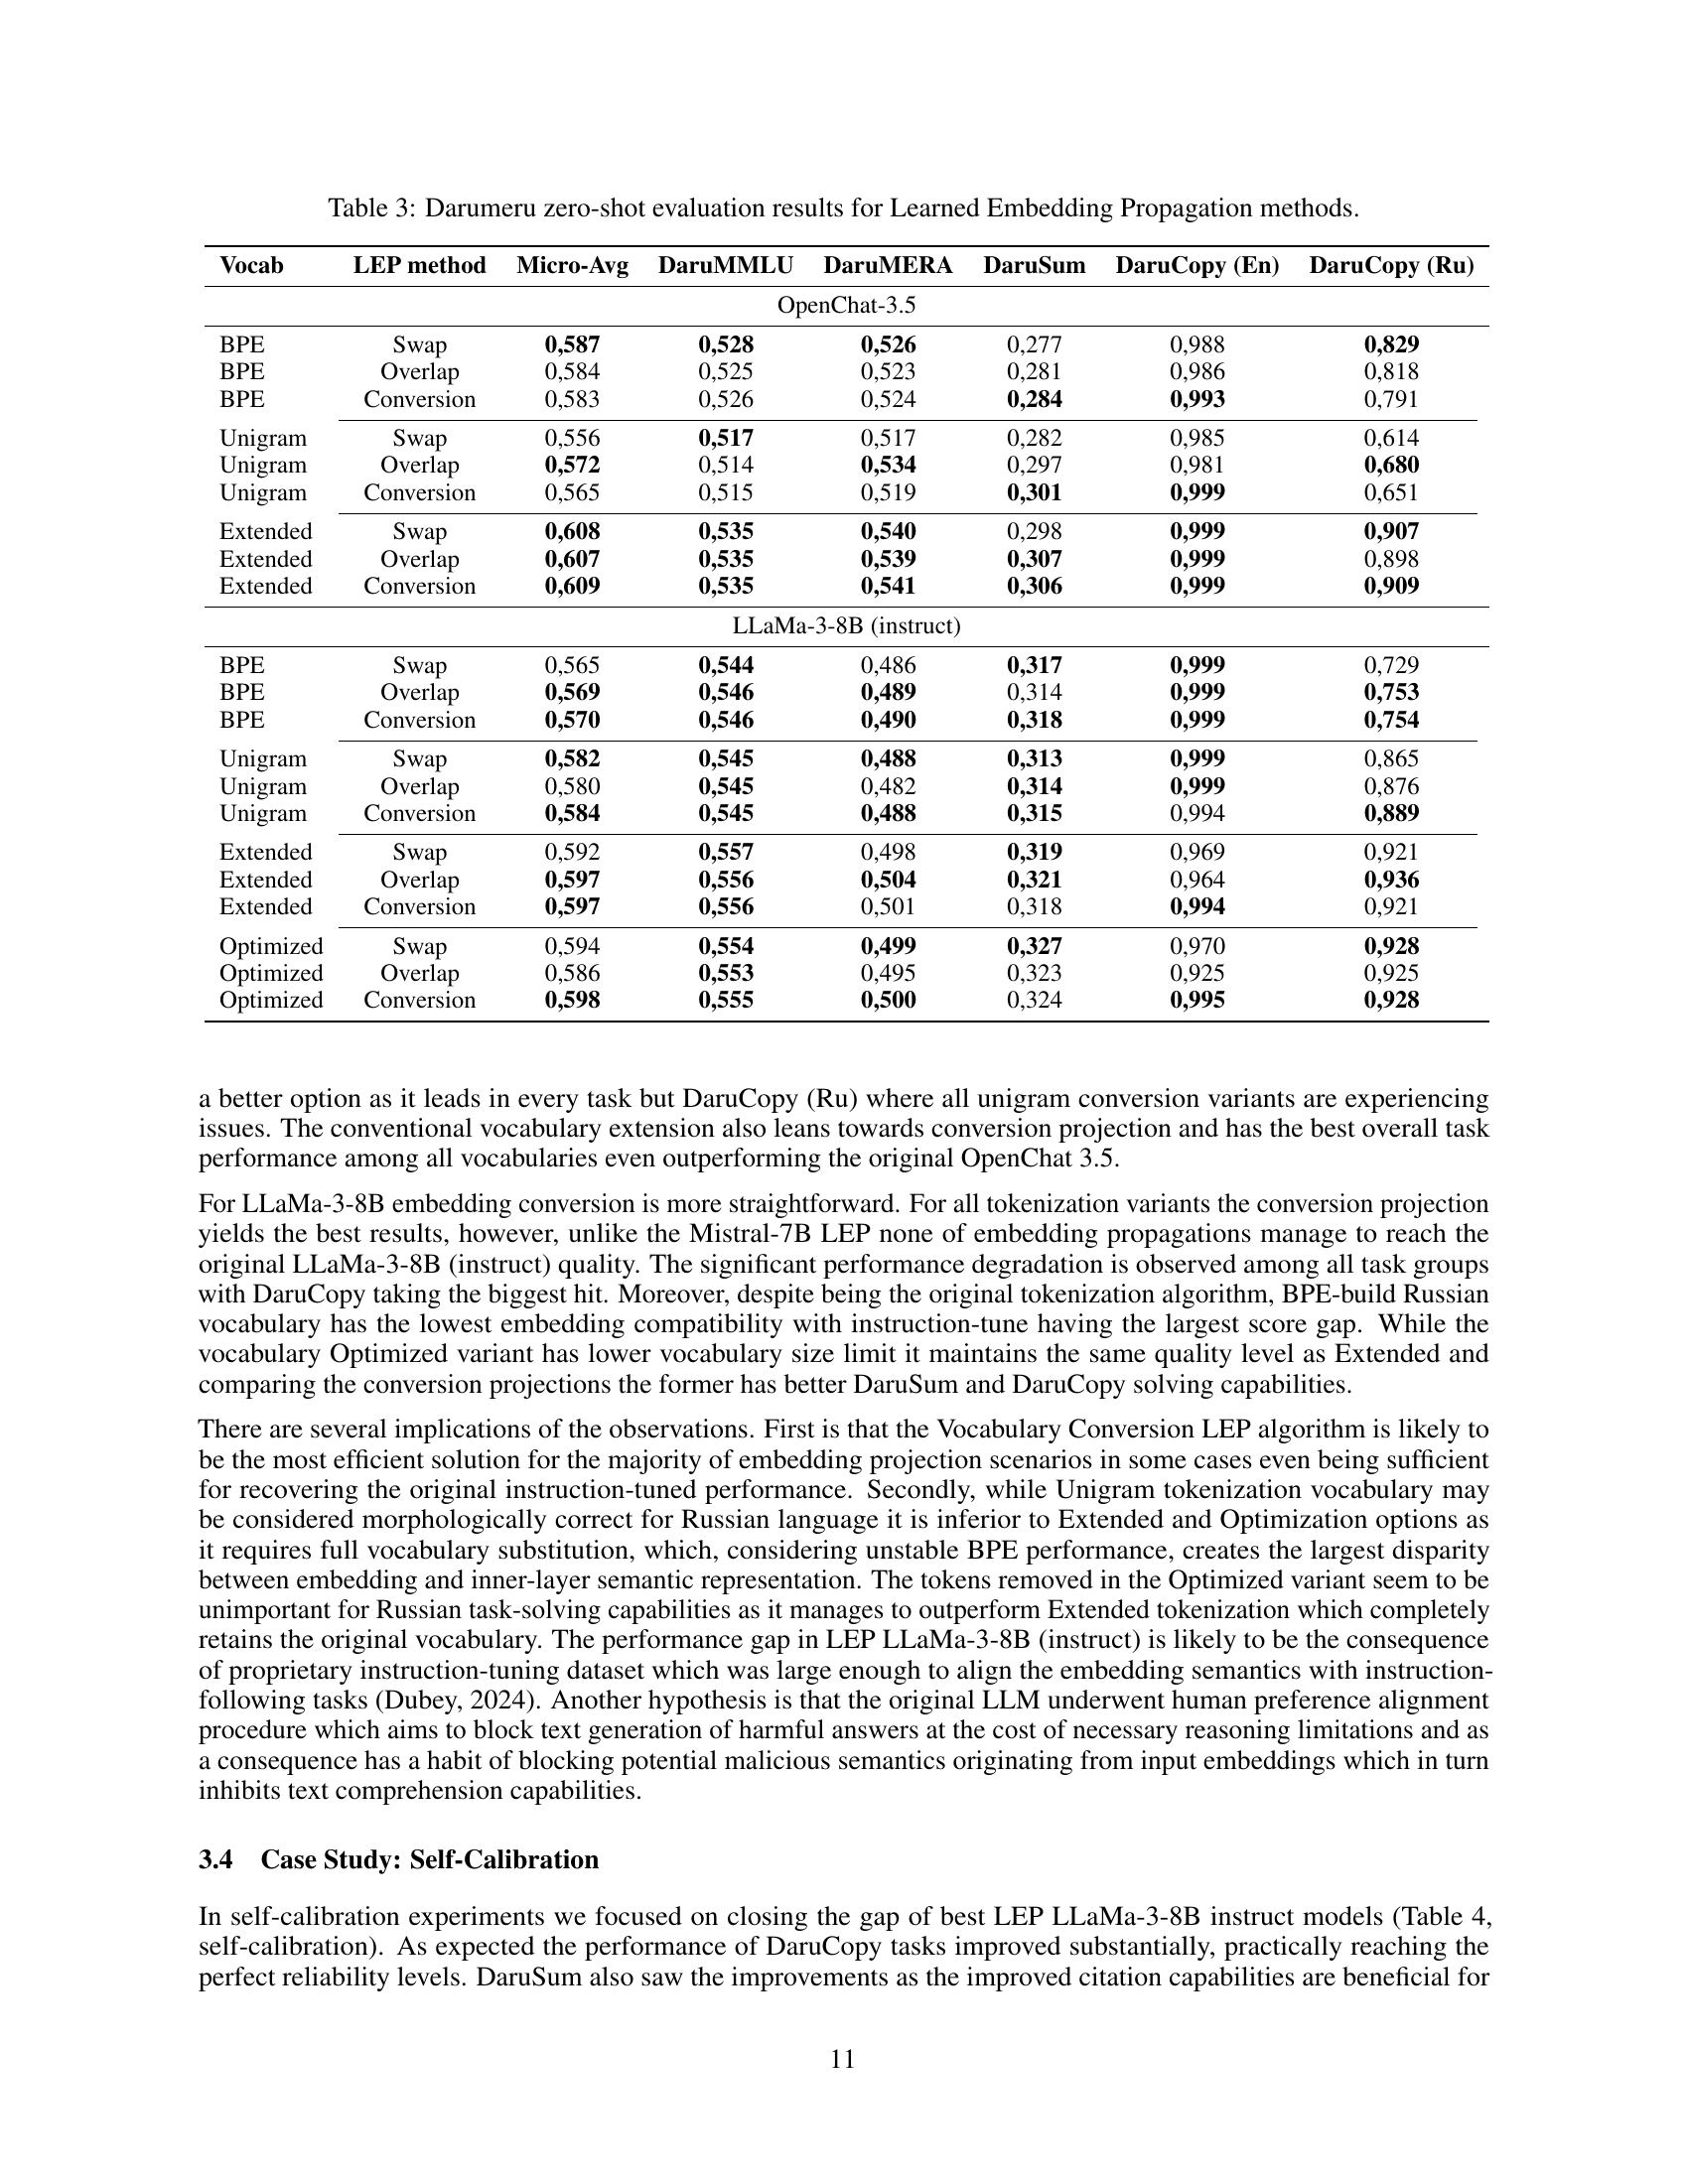 Table 3: Darumeru zero-shot evaluation results for Learned Embedding Propagation methods.
Vocab LEP method Micro-Avg DaruMMLU DaruMERA DaruSum DaruCopy (En) DaruCopy (Ru)
OpenChat-3.5
BPE Swap 0,587 0,528 0,526 0,277 0,988 0,829
BPE Overlap 0,584 0,525 0,523 0,281 0,986 0,818
BPE Conversion 0,583 0,526 0,524 0,284 0,993 0,791
Unigram Swap 0,556 0,517 0,517 0,282 0,985 0,614
Unigram Overlap 0,572 0,514 0,534 0,297 0,981 0,680
Unigram Conversion 0,565 0,515 0,519 0,301 0,999 0,651
Extended Swap 0,608 0,535 0,540 0,298 0,999 0,907
Extended Overlap 0,607 0,535 0,539 0,307 0,999 0,898
Extended Conversion 0,609 0,535 0,541 0,306 0,999 0,909
LLaMa-3-8B (instruct)
BPE Swap 0,565 0,544 0,486 0,317 0,999 0,729
BPE Overlap 0,569 0,546 0,489 0,314 0,999 0,753
BPE Conversion 0,570 0,546 0,490 0,318 0,999 0,754
Unigram Swap 0,582 0,545 0,488 0,313 0,999 0,865
Unigram Overlap 0,580 0,545 0,482 0,314 0,999 0,876
Unigram Conversion 0,584 0,545 0,488 0,315 0,994 0,889
Extended Swap 0,592 0,557 0,498 0,319 0,969 0,921
Extended Overlap 0,597 0,556 0,504 0,321 0,964 0,936
Extended Conversion 0,597 0,556 0,501 0,318 0,994 0,921
Optimized Swap 0,594 0,554 0,499 0,327 0,970 0,928
Optimized Overlap 0,586 0,553 0,495 0,323 0,925 0,925
Optimized Conversion 0,598 0,555 0,500 0,324 0,995 0,928
a better option as it leads in every task but DaruCopy (Ru) where all unigram conversion variants are experiencing
issues. The conventional vocabulary extension also leans towards conversion projection and has the best overall task
performance among all vocabularies even outperforming the original OpenChat 3.5.
For LLaMa-3-8B embedding conversion is more straightforward. For all tokenization variants the conversion projection
yields the best results, however, unlike the Mistral-7B LEP none of embedding propagations manage to reach the
original LLaMa-3-8B (instruct) quality. The significant performance degradation is observed among all task groups
with DaruCopy taking the biggest hit. Moreover, despite being the original tokenization algorithm, BPE-build Russian
vocabulary has the lowest embedding compatibility with instruction-tune having the largest score gap. While the
vocabulary Optimized variant has lower vocabulary size limit it maintains the same quality level as Extended and
comparing the conversion projections the former has better DaruSum and DaruCopy solving capabilities.
There are several implications of the observations. First is that the Vocabulary Conversion LEP algorithm is likely to
be the most efficient solution for the majority of embedding projection scenarios in some cases even being sufficient
for recovering the original instruction-tuned performance. Secondly, while Unigram tokenization vocabulary may
be considered morphologically correct for Russian language it is inferior to Extended and Optimization options as
it requires full vocabulary substitution, which, considering unstable BPE performance, creates the largest disparity
between embedding and inner-layer semantic representation. The tokens removed in the Optimized variant seem to be
unimportant for Russian task-solving capabilities as it manages to outperform Extended tokenization which completely
retains the original vocabulary. The performance gap in LEP LLaMa-3-8B (instruct) is likely to be the consequence
of proprietary instruction-tuning dataset which was large enough to align the embedding semantics with instruction-
following tasks (Dubey, 2024). Another hypothesis is that the original LLM underwent human preference alignment
procedure which aims to block text generation of harmful answers at the cost of necessary reasoning limitations and as
a consequence has a habit of blocking potential malicious semantics originating from input embeddings which in turn
inhibits text comprehension capabilities.
3.4 Case Study: Self-Calibration
In self-calibration experiments we focused on closing the gap of best LEP LLaMa-3-8B instruct models (Table 4,
self-calibration). As expected the performance of DaruCopy tasks improved substantially, practically reaching the
perfect reliability levels. DaruSum also saw the improvements as the improved citation capabilities are beneficial for
11